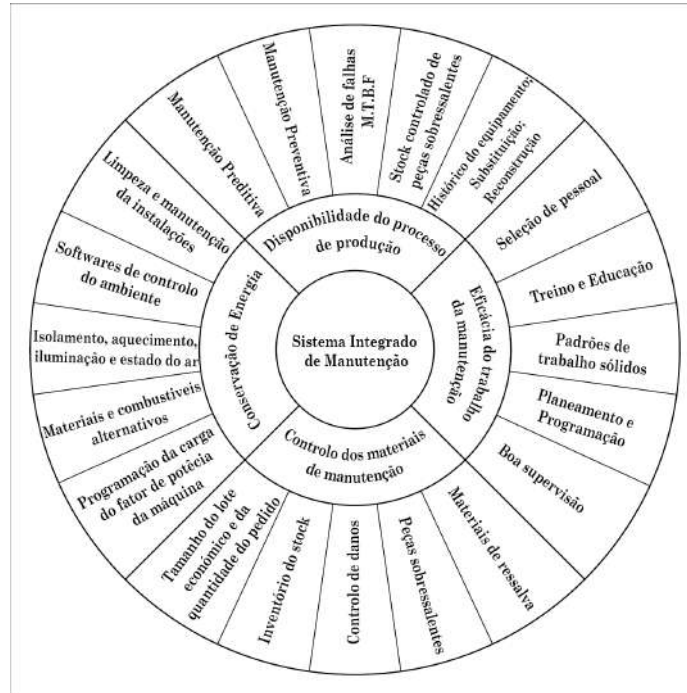 Sistema Integrado
de Manutenção
Disponibilidade do processo
de produção
Eficácia do trabalho
da manutenção
Controlo dos materiais
de manutenção
Conservação de Energia
Manutenção Preditiva
Manutenção Preventiva
Análise de falhas
M.T.B.F
Stock controlado de
peças sobressalentes
Histórico do equipamento;
Substituição;
Reconstrução
Seleção de pessoal
Treino e Educação
Padrões de
trabalho sólidos
Planeamento e
Programação
Boa supervisão
Materiais de ressalva
Peças sobressalentes
Controlo de danos
Inventório do stock
Tamanho do lote
económico e da
quantidade do pedido
Programação da carga
do fator de potêcia
da máquina
Materiais e combustíveis
alternativos
Isolamento, aquecimento,
iluminação e estado do ar
Softwares de controlo
do ambiente
Limpeza e manutenção
da instalações